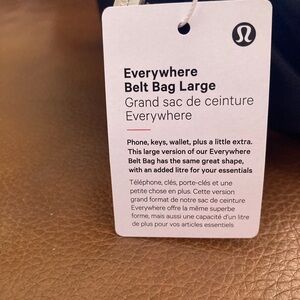 Everywhere
Belt Bag Large
Grand sac de ceinture
Everywhere
Phone, keys, wallet, plus a little extra.
This large version of our Everywhere
Belt Bag has the same great shape,
with an added litre for your essentials
Téléphone, clés, porte-clés et une
petite chose en plus. Cette version
grand format de notre sac de ceinture
Everywhere offre la même superbe
forme, mais aussi une capacité d'un litre
de plus pour vos articles essentiels